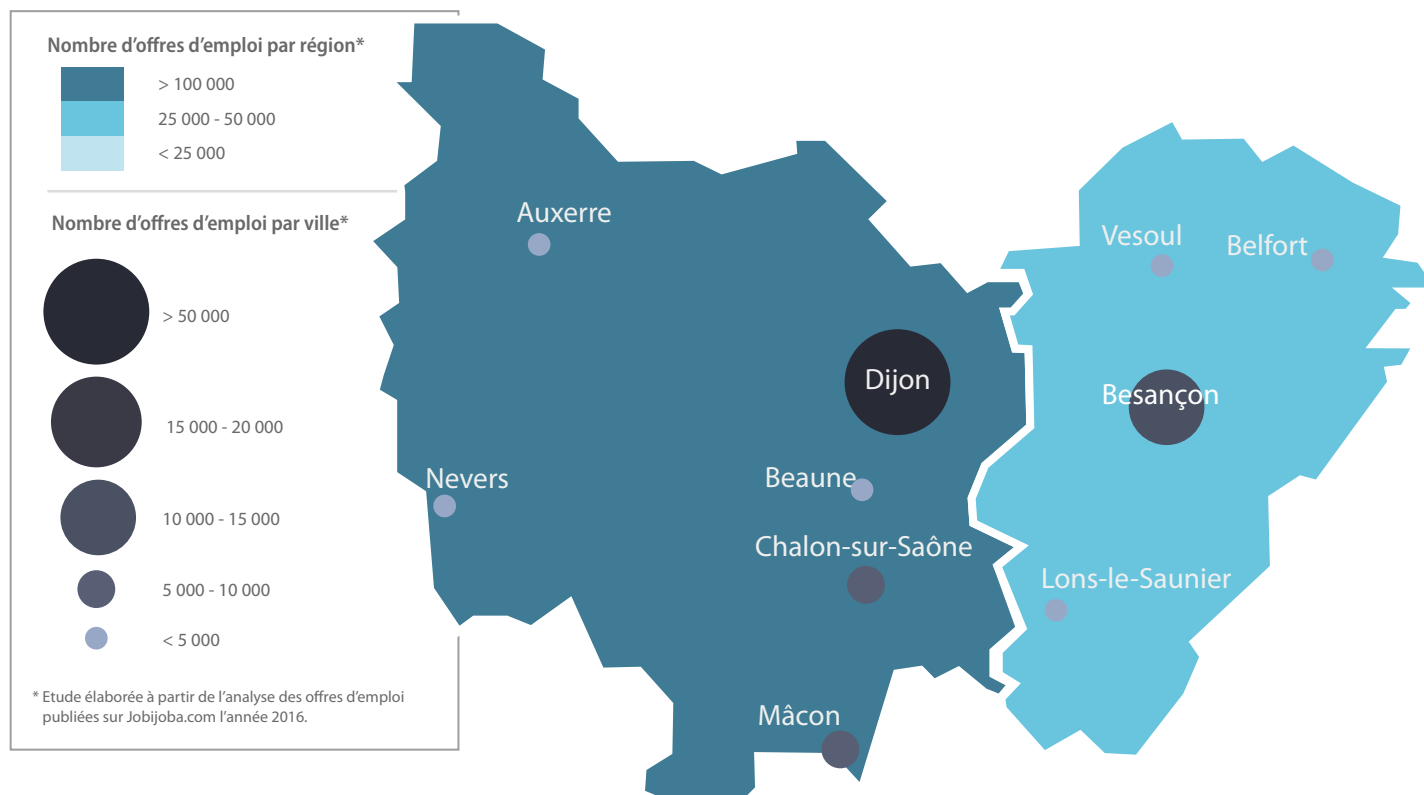 Nombre d’offres d’emploi par région*
> 100 000
25 000 - 50 000
< 25 000
Nombre d’offres d’emploi par ville*
> 50 000
15 000 - 20 000
10 000 - 15 000
5 000 - 10 000
< 5 000
* Etude élaborée à partir de l’analyse des offres d’emploi
publiées sur Jobijoba.com l’année 2016.
Auxerre
Vesoul
Belfort
Dijon
Besançon
Nevers
Beaune
Chalon-sur-Saône
Lons-le-Saunier
Mâcon